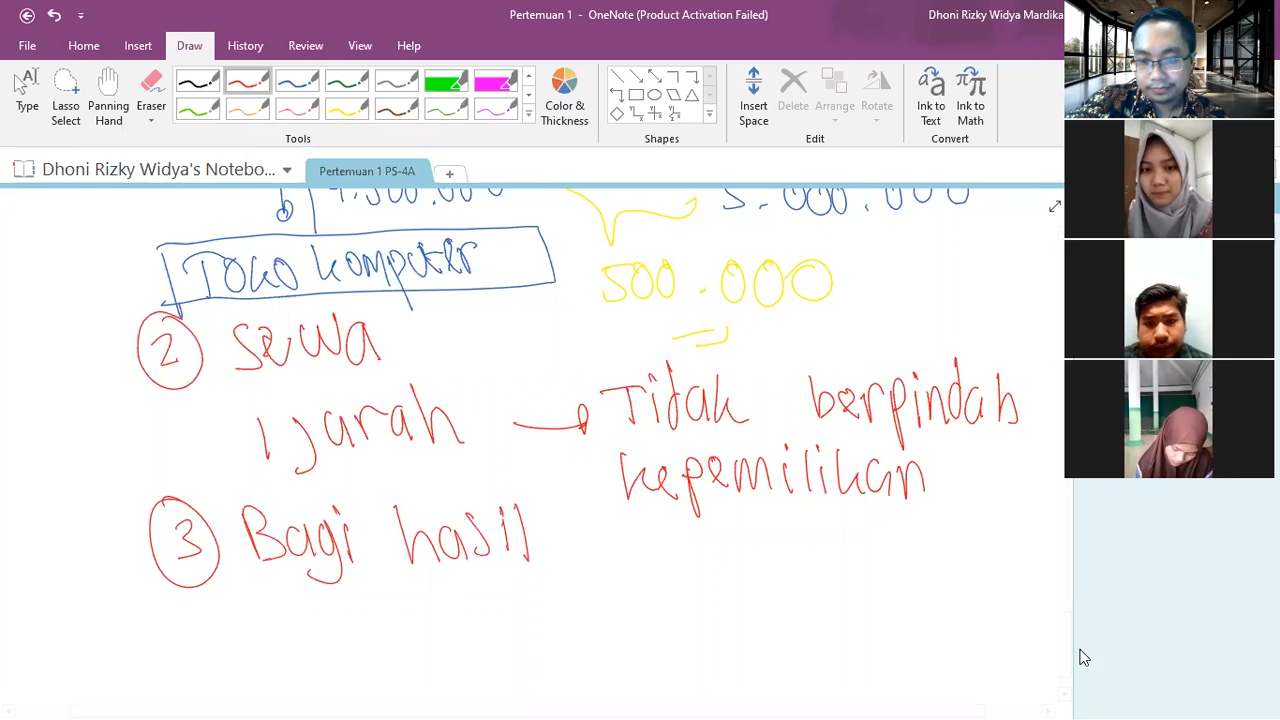 Pertemuan 1 - OneNote (Product Activation Failed)
Dhoni Rizky Widya Mardika
File Home Insert Draw History Review View Help
Type
Lasso Select
Panning Hand
Eraser
Color & Thickness
Insert Space
Delete
Arrange
Rotate
Ink to Text
Ink to Math
Tools
Shapes
Edit
Convert
Dhoni Rizky Widya's Notebo...
Pertemuan 1 PS-4A
5.000.000
Toko komputer
500.000
2 Sewa
Ijarah → Tidak berpindah
kepemilikan
3 Bagi hasil